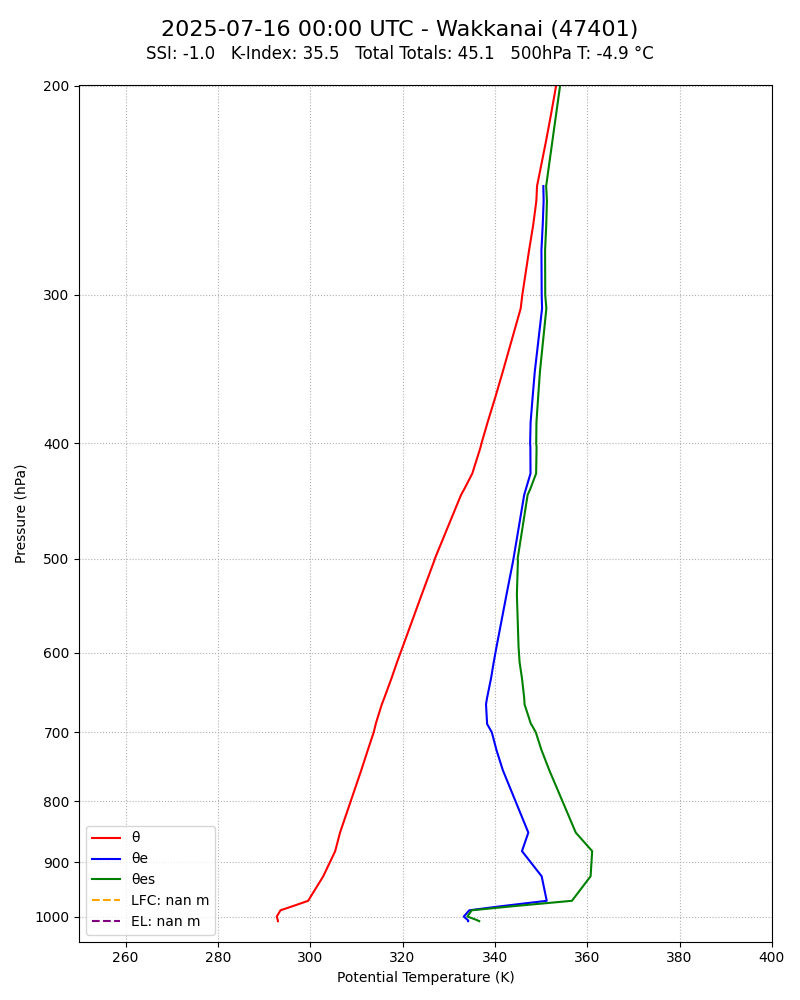 2025-07-16 00:00 UTC - Wakkanai (47401)
SSI: -1.0 K-Index: 35.5 Total Totals: 45.1 500hPa T: -4.9 °C
200
300
400
500
600
700
800
900
1000
Pressure (hPa)
θ
θe
θes
LFC: nan m
EL: nan m
260 280 300 320 340 360 380 400
Potential Temperature (K)